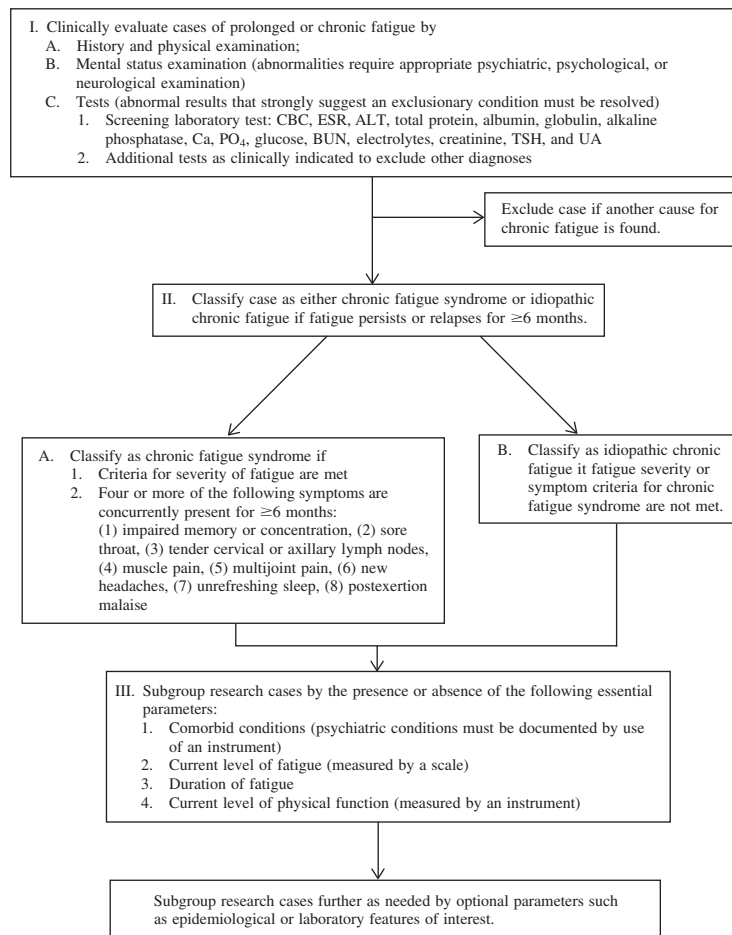 I. Clinically evaluate cases of prolonged or chronic fatigue by
A. History and physical examination;
B. Mental status examination (abnormalities require appropriate psychiatric, psychological, or
neurological examination)
C. Tests (abnormal results that strongly suggest an exclusionary condition must be resolved)
1. Screening laboratory test: CBC, ESR, ALT, total protein, albumin, globulin, alkaline
phosphatase, Ca, PO4, glucose, BUN, electrolytes, creatinine, TSH, and UA
2. Additional tests as clinically indicated to exclude other diagnoses
Exclude case if another cause for
chronic fatigue is found.
II. Classify case as either chronic fatigue syndrome or idiopathic
chronic fatigue if fatigue persists or relapses for ≥6 months.
A. Classify as chronic fatigue syndrome if
1. Criteria for severity of fatigue are met
2. Four or more of the following symptoms are
concurrently present for ≥6 months:
(1) impaired memory or concentration, (2) sore
throat, (3) tender cervical or axillary lymph nodes,
(4) muscle pain, (5) multijoint pain, (6) new
headaches, (7) unrefreshing sleep, (8) postexertion
malaise
B. Classify as idiopathic chronic
fatigue it fatigue severity or
symptom criteria for chronic
fatigue syndrome are not met.
III. Subgroup research cases by the presence or absence of the following essential
parameters:
1. Comorbid conditions (psychiatric conditions must be documented by use
of an instrument)
2. Current level of fatigue (measured by a scale)
3. Duration of fatigue
4. Current level of physical function (measured by an instrument)
Subgroup research cases further as needed by optional parameters such
as epidemiological or laboratory features of interest.